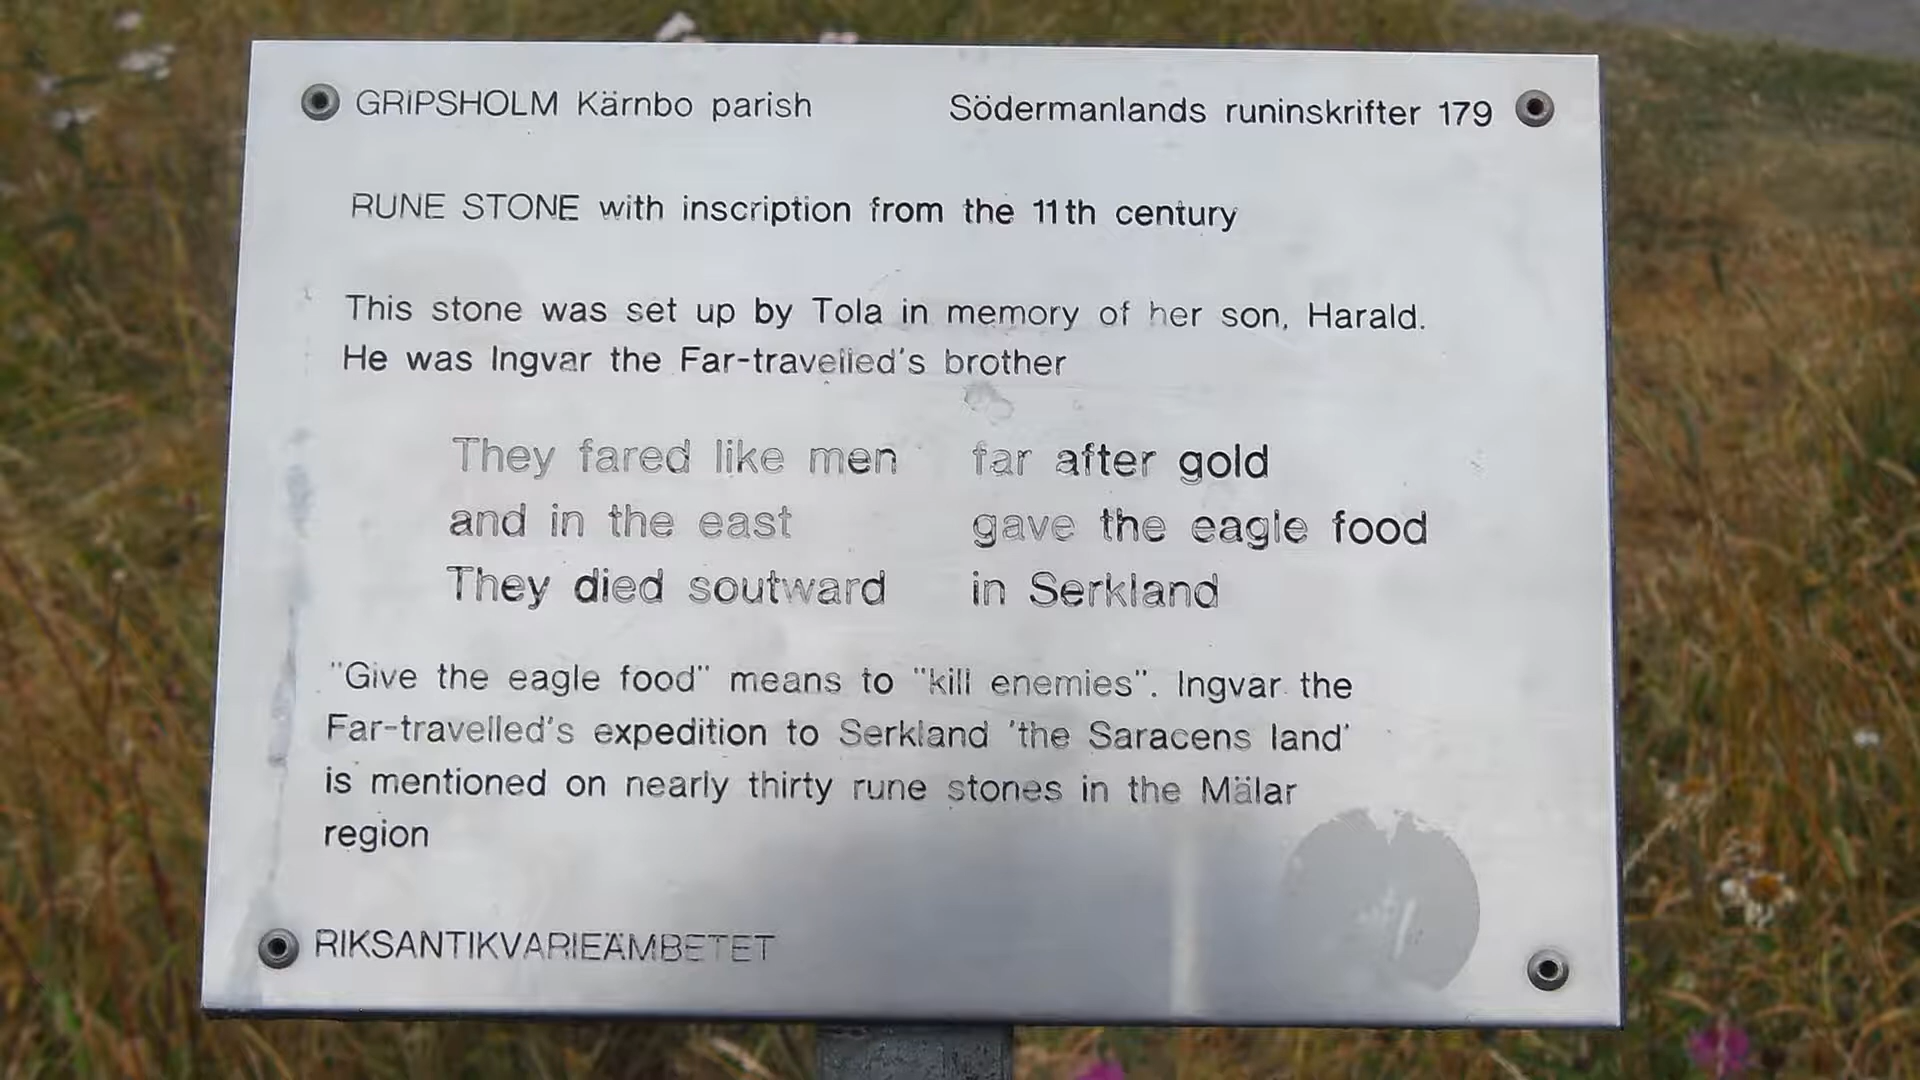 GRIPSHOLM Kärnbo parish Södermanlands runinskrifter 179
RUNE STONE with inscription from the 11th century
This stone was set up by Tola in memory of her son, Harald.
He was Ingvar the Far-travelled's brother
They fared like men far after gold
and in the east gave the eagle food
They died soutward in Serkland
"Give the eagle food" means to "kill enemies". Ingvar the
Far-travelled's expedition to Serkland 'the Saracens land'
is mentioned on nearly thirty rune stones in the Mälar
region
RIKSANTIKVARIEÄMBETET